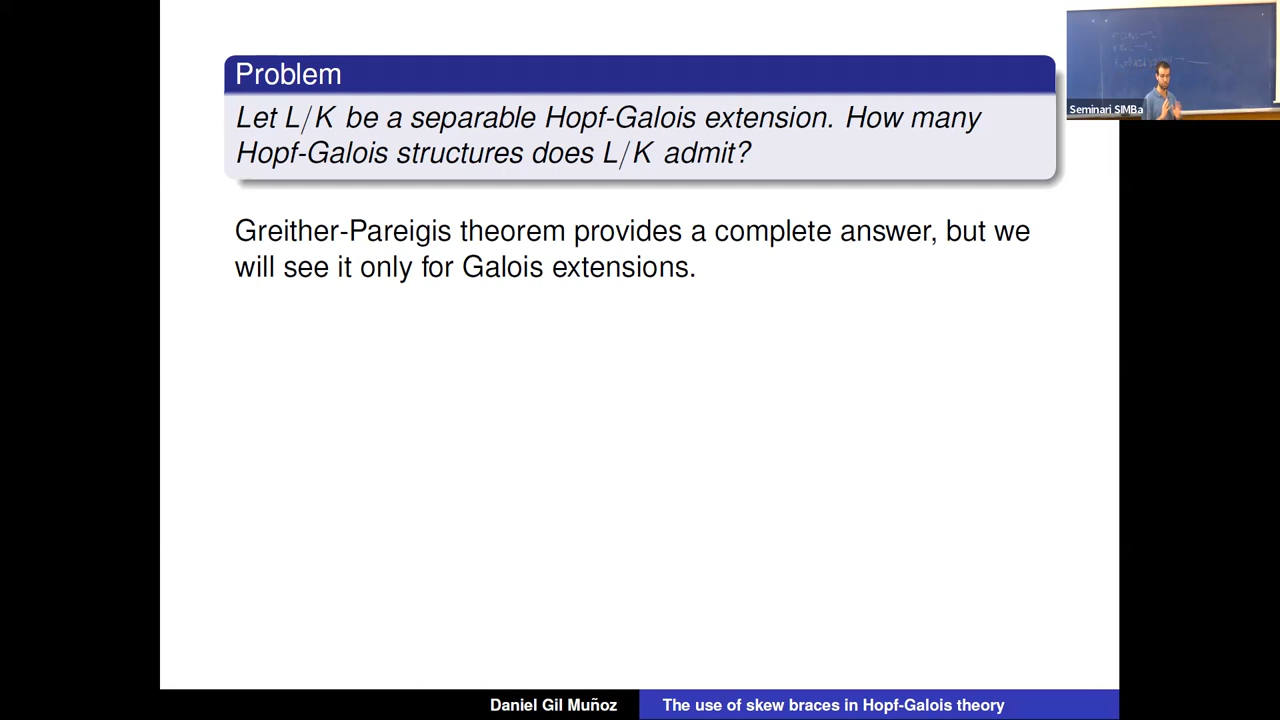 Problem
Let L/K be a separable Hopf-Galois extension. How many
Hopf-Galois structures does L/K admit?
Greither-Pareigis theorem provides a complete answer, but we
will see it only for Galois extensions.
Seminari SIMBa
Daniel Gil Muñoz
The use of skew braces in Hopf-Galois theory